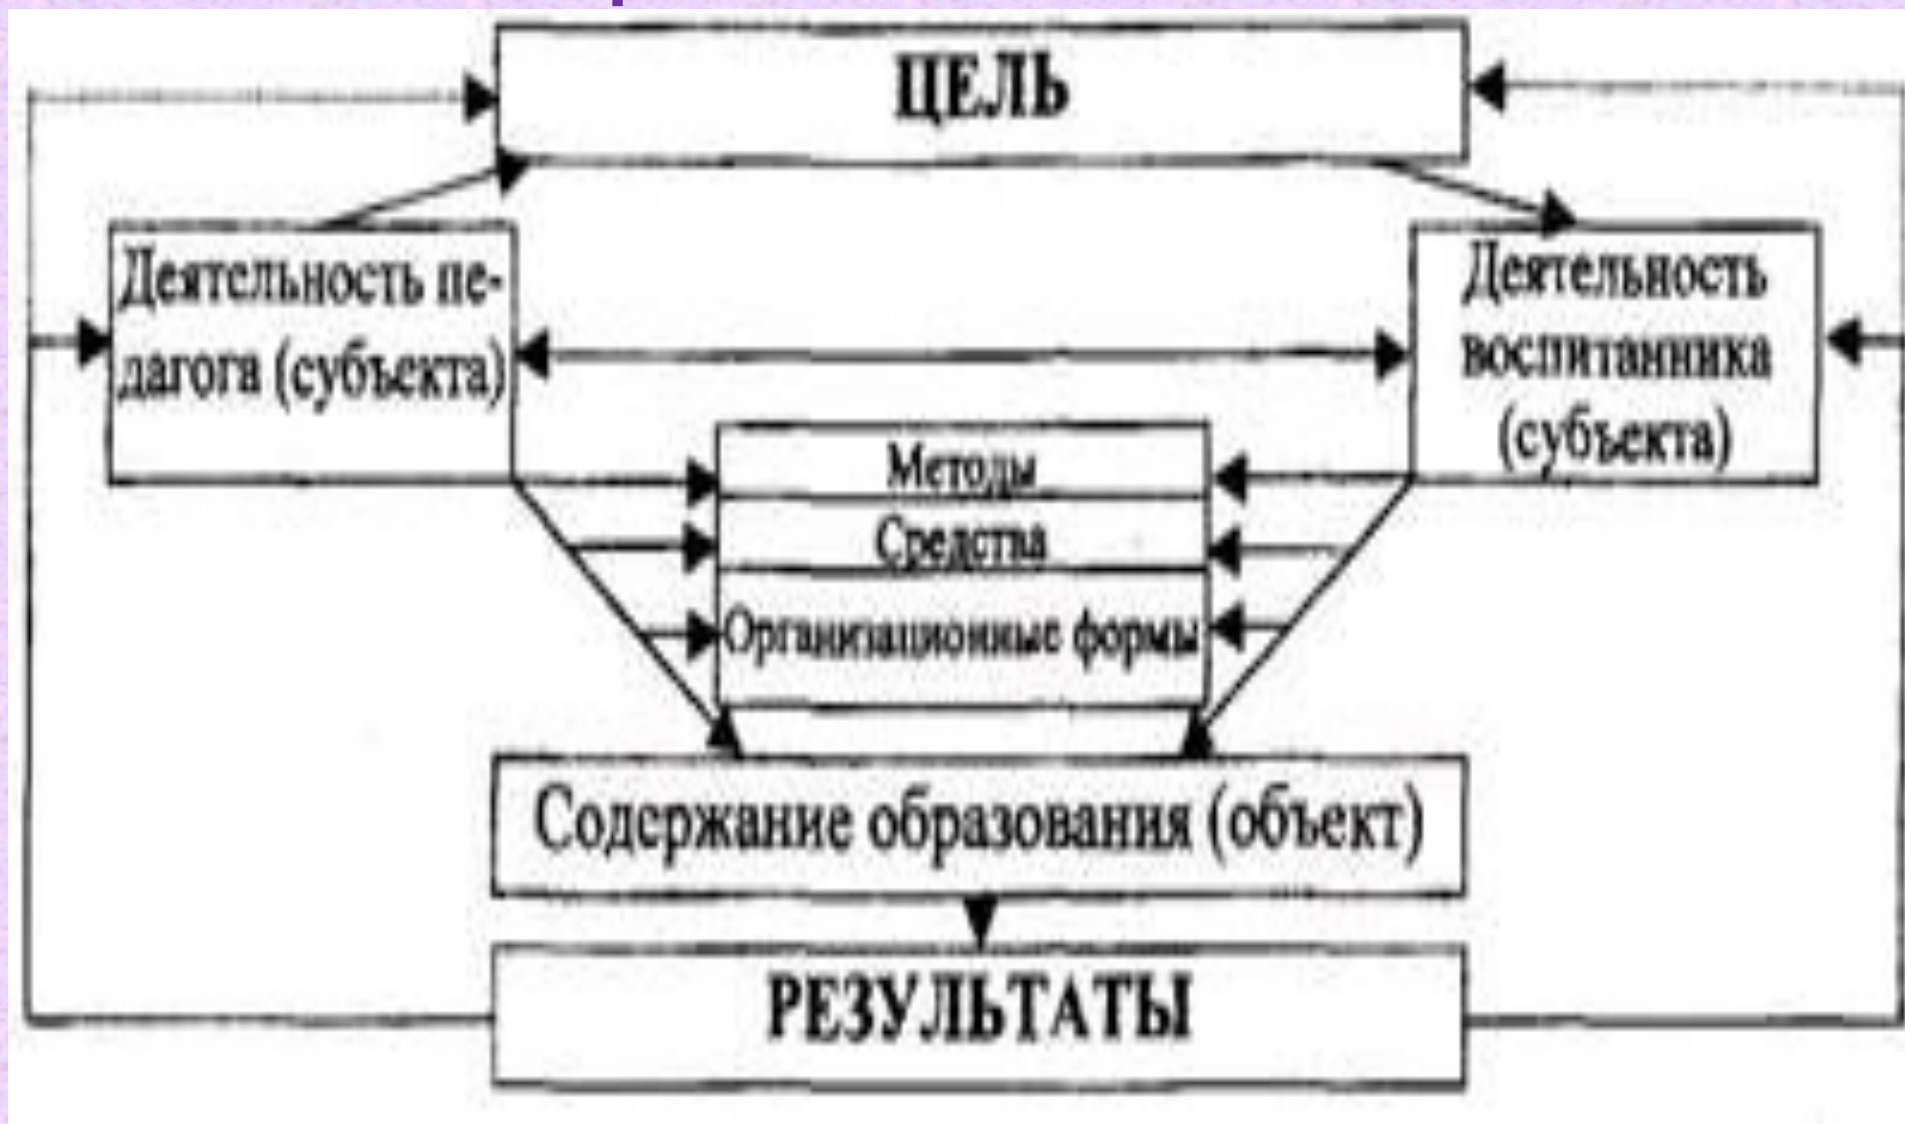 ЦЕЛЬ
Деятельность пе-
дагога (субъекта)
Деятельность
воспитанника
(субъекта)
Методы
Средства
Организационные формы
Содержание образования (объект)
РЕЗУЛЬТАТЫ